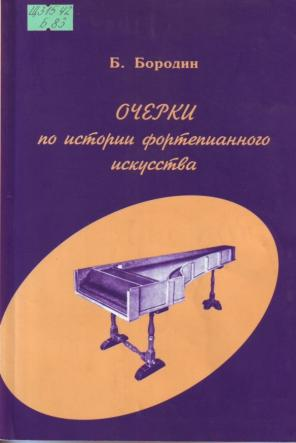 Щ315.42
Б 83
Б. Бородин
ОЧЕРКИ
по истории фортепианного
искусства